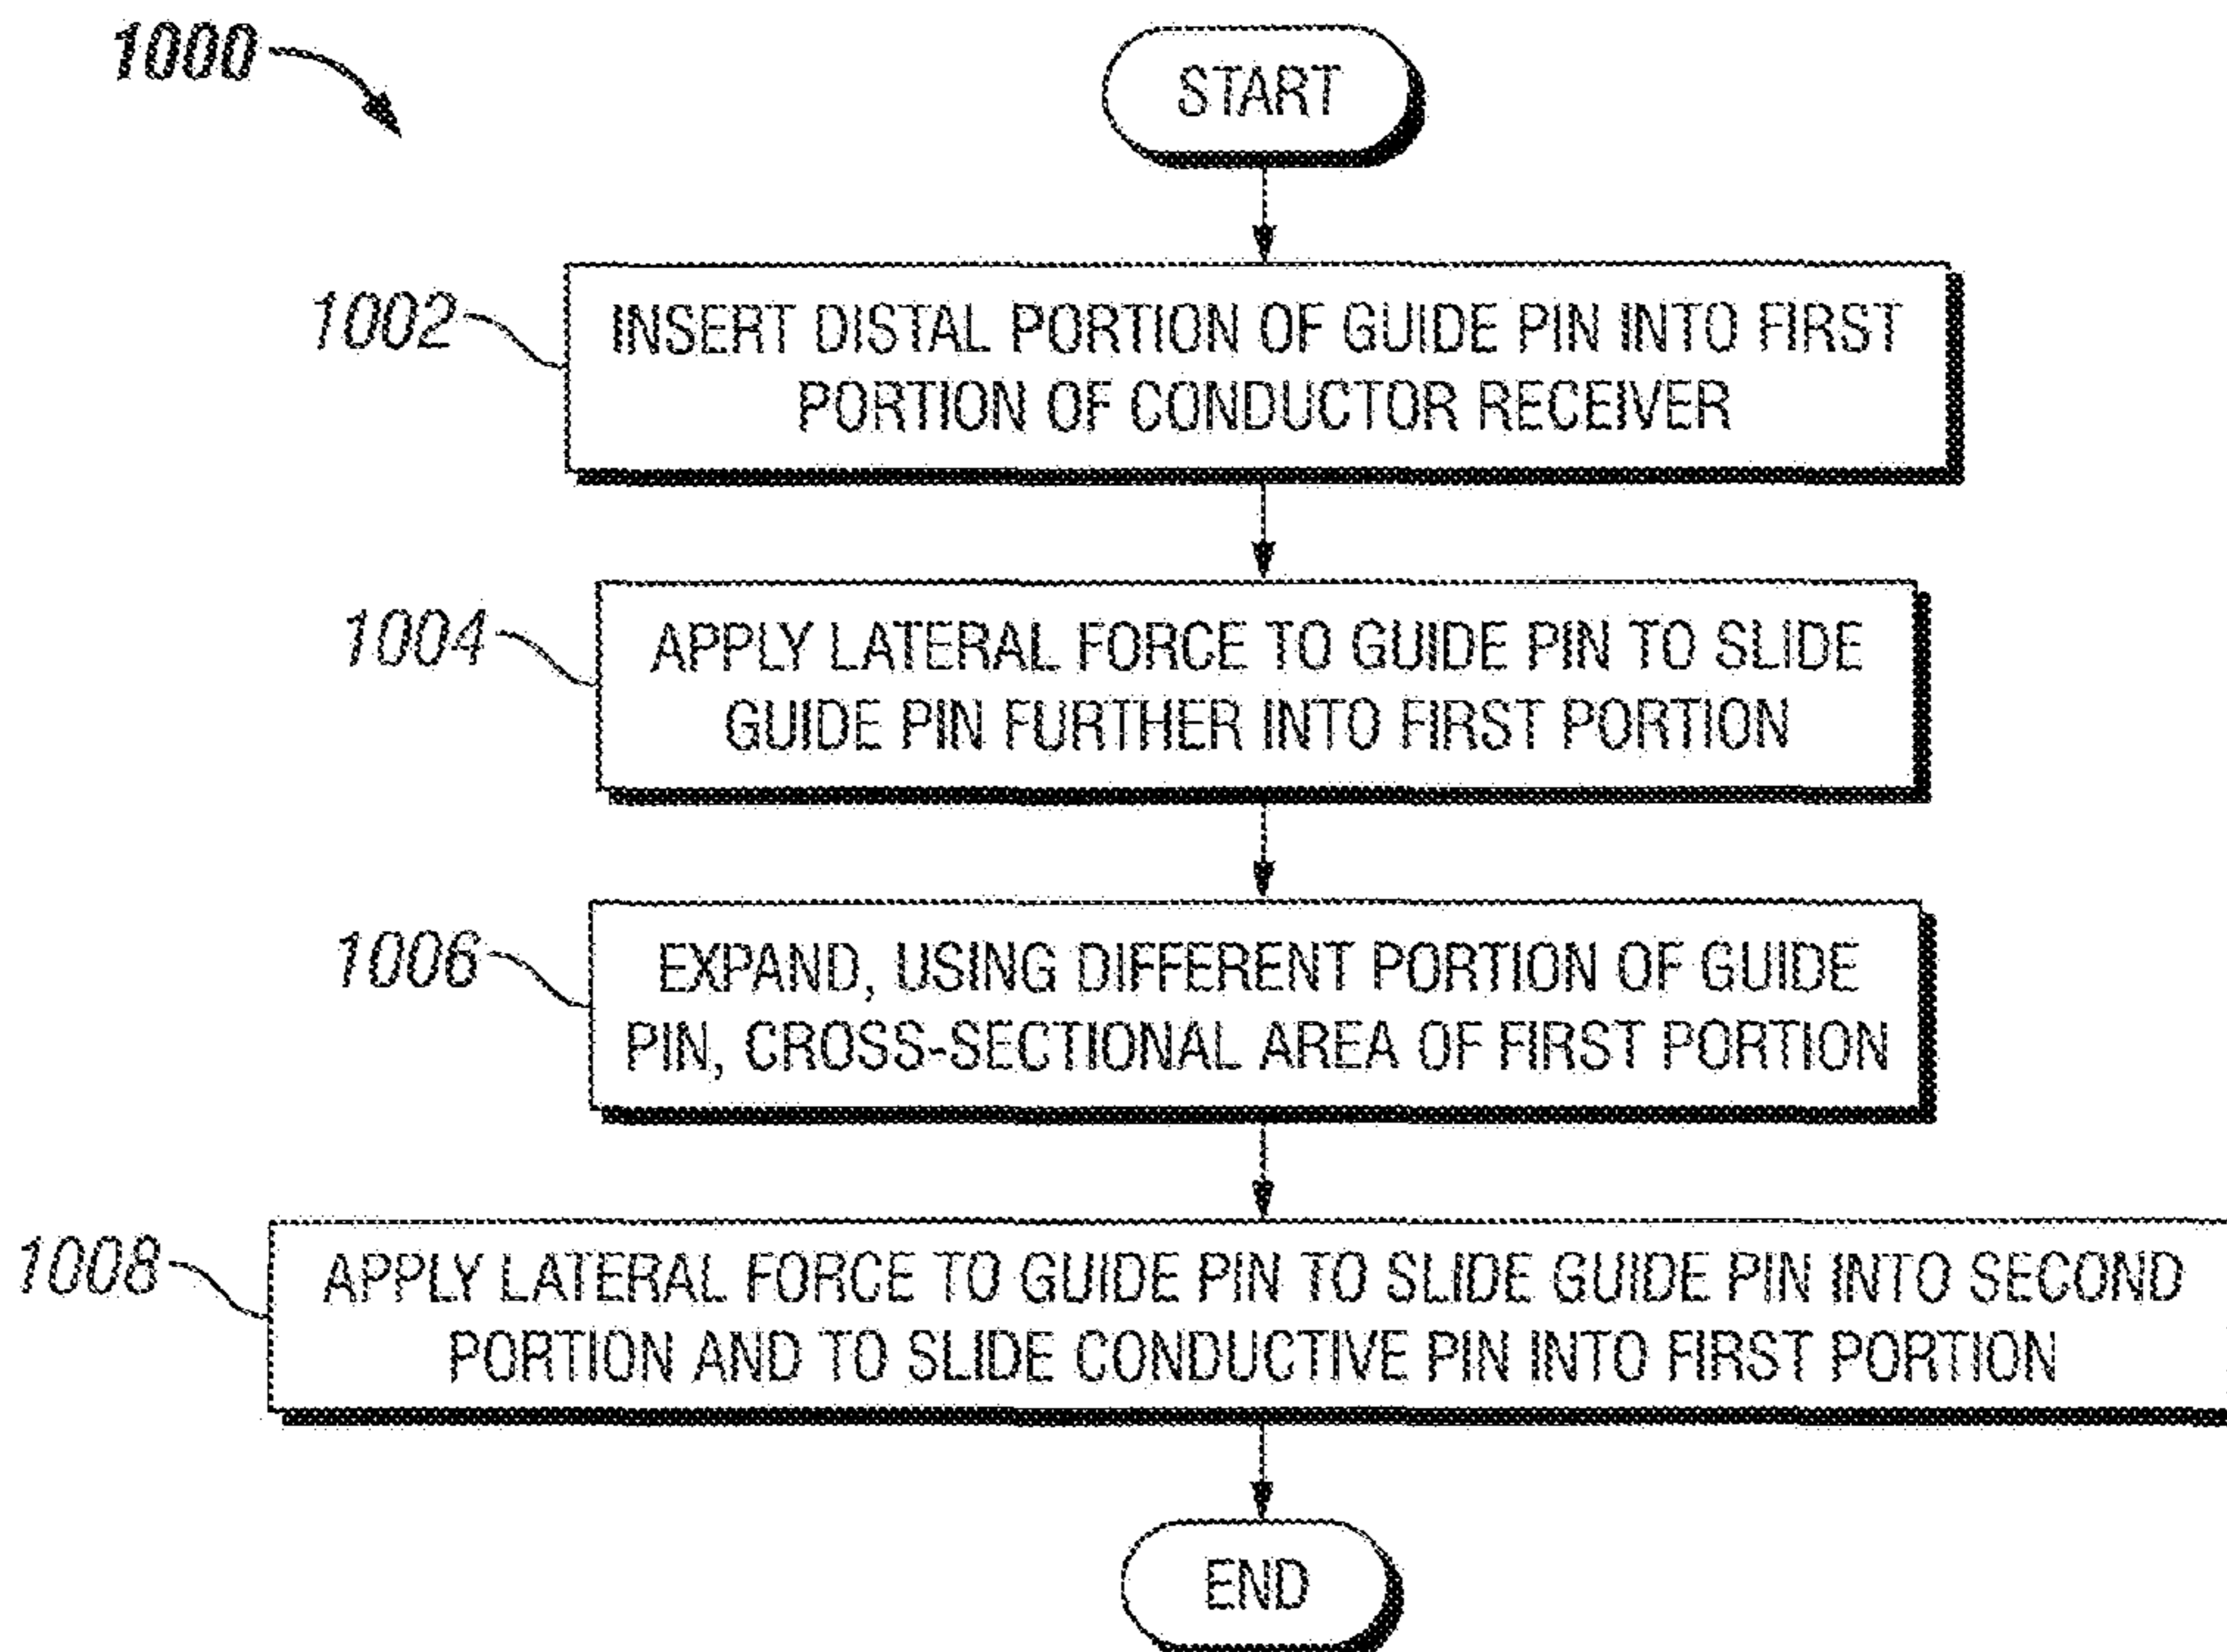 1000
START
1002
INSERT DISTAL PORTION OF GUIDE PIN INTO FIRST
PORTION OF CONDUCTOR RECEIVER
1004
APPLY LATERAL FORCE TO GUIDE PIN TO SLIDE
GUIDE PIN FURTHER INTO FIRST PORTION
1006
EXPAND, USING DIFFERENT PORTION OF GUIDE
PIN, CROSS-SECTIONAL AREA OF FIRST PORTION
1008
APPLY LATERAL FORCE TO GUIDE PIN TO SLIDE GUIDE PIN INTO SECOND
PORTION AND TO SLIDE CONDUCTIVE PIN INTO FIRST PORTION
END